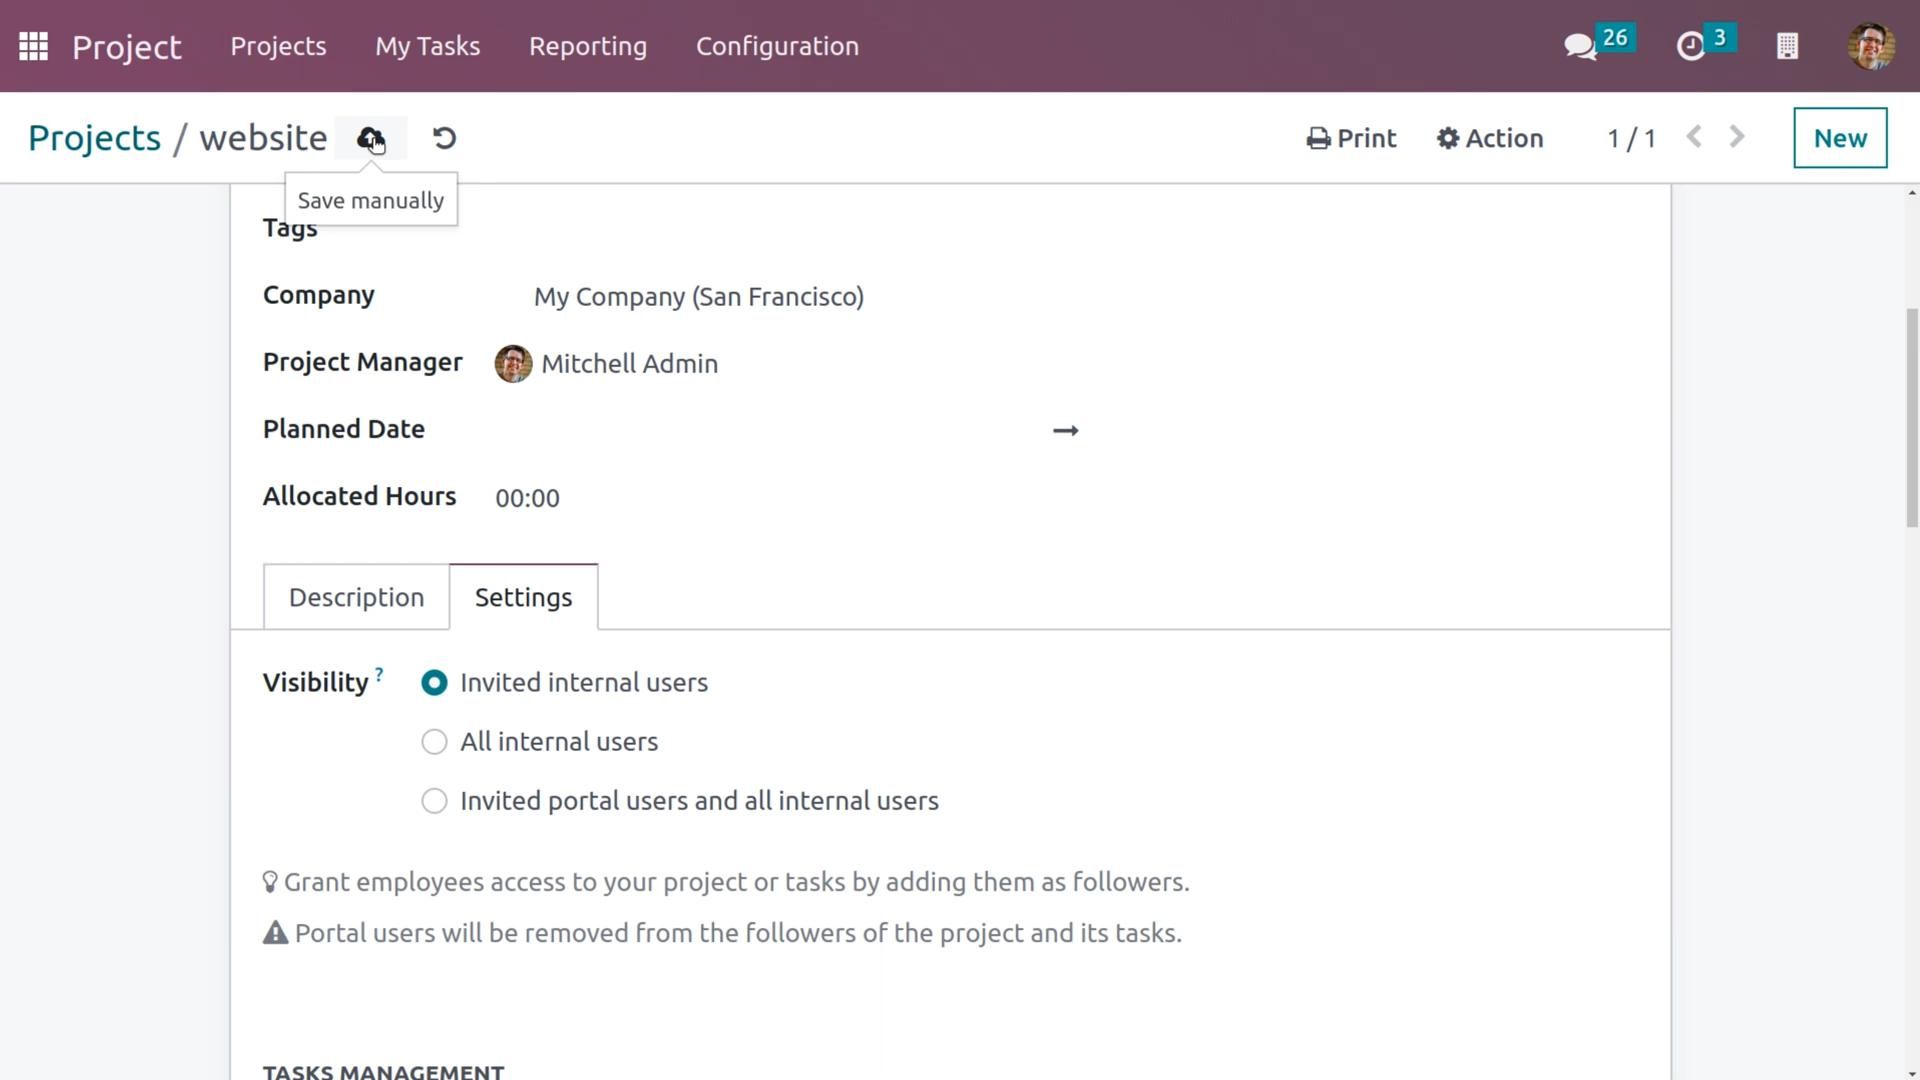 Project Projects My Tasks Reporting Configuration 26 3
Projects / website Print Action 1 / 1 New
Save manually
Tags
Company My Company (San Francisco)
Project Manager Mitchell Admin
Planned Date
Allocated Hours 00:00
Description Settings
Visibility ? Invited internal users
All internal users
Invited portal users and all internal users
Grant employees access to your project or tasks by adding them as followers.
Portal users will be removed from the followers of the project and its tasks.
TASKS MANAGEMENT